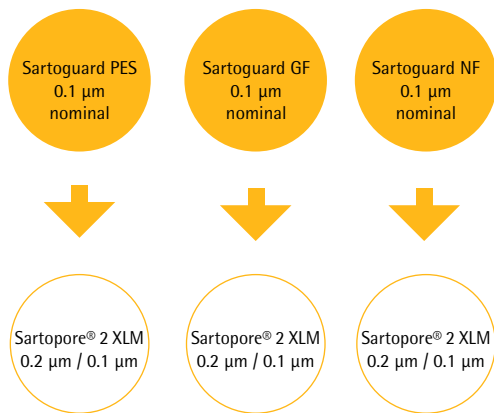 Sartoguard PES
0.1 µm
nominal
Sartoguard GF
0.1 µm
nominal
Sartoguard NF
0.1 µm
nominal
Sartopore® 2 XLM
0.2 µm / 0.1 µm
Sartopore® 2 XLM
0.2 µm / 0.1 µm
Sartopore® 2 XLM
0.2 µm / 0.1 µm